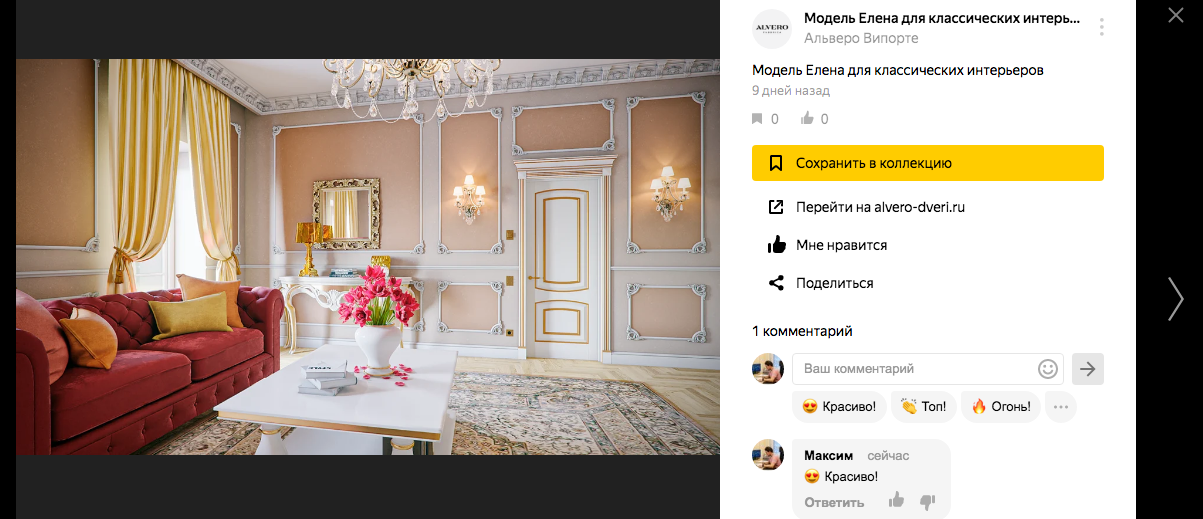 ALVERO
Модель Елена для классических интерь...
Альверо Випорте
Модель Елена для классических интерьеров
9 дней назад
0 0
Сохранить в коллекцию
Перейти на alvero-dveri.ru
Мне нравится
Поделиться
1 комментарий
Ваш комментарий
😍 Красиво! 👏 Топ! 🔥 Огонь! ...
Максим сейчас
😍 Красиво!
Ответить